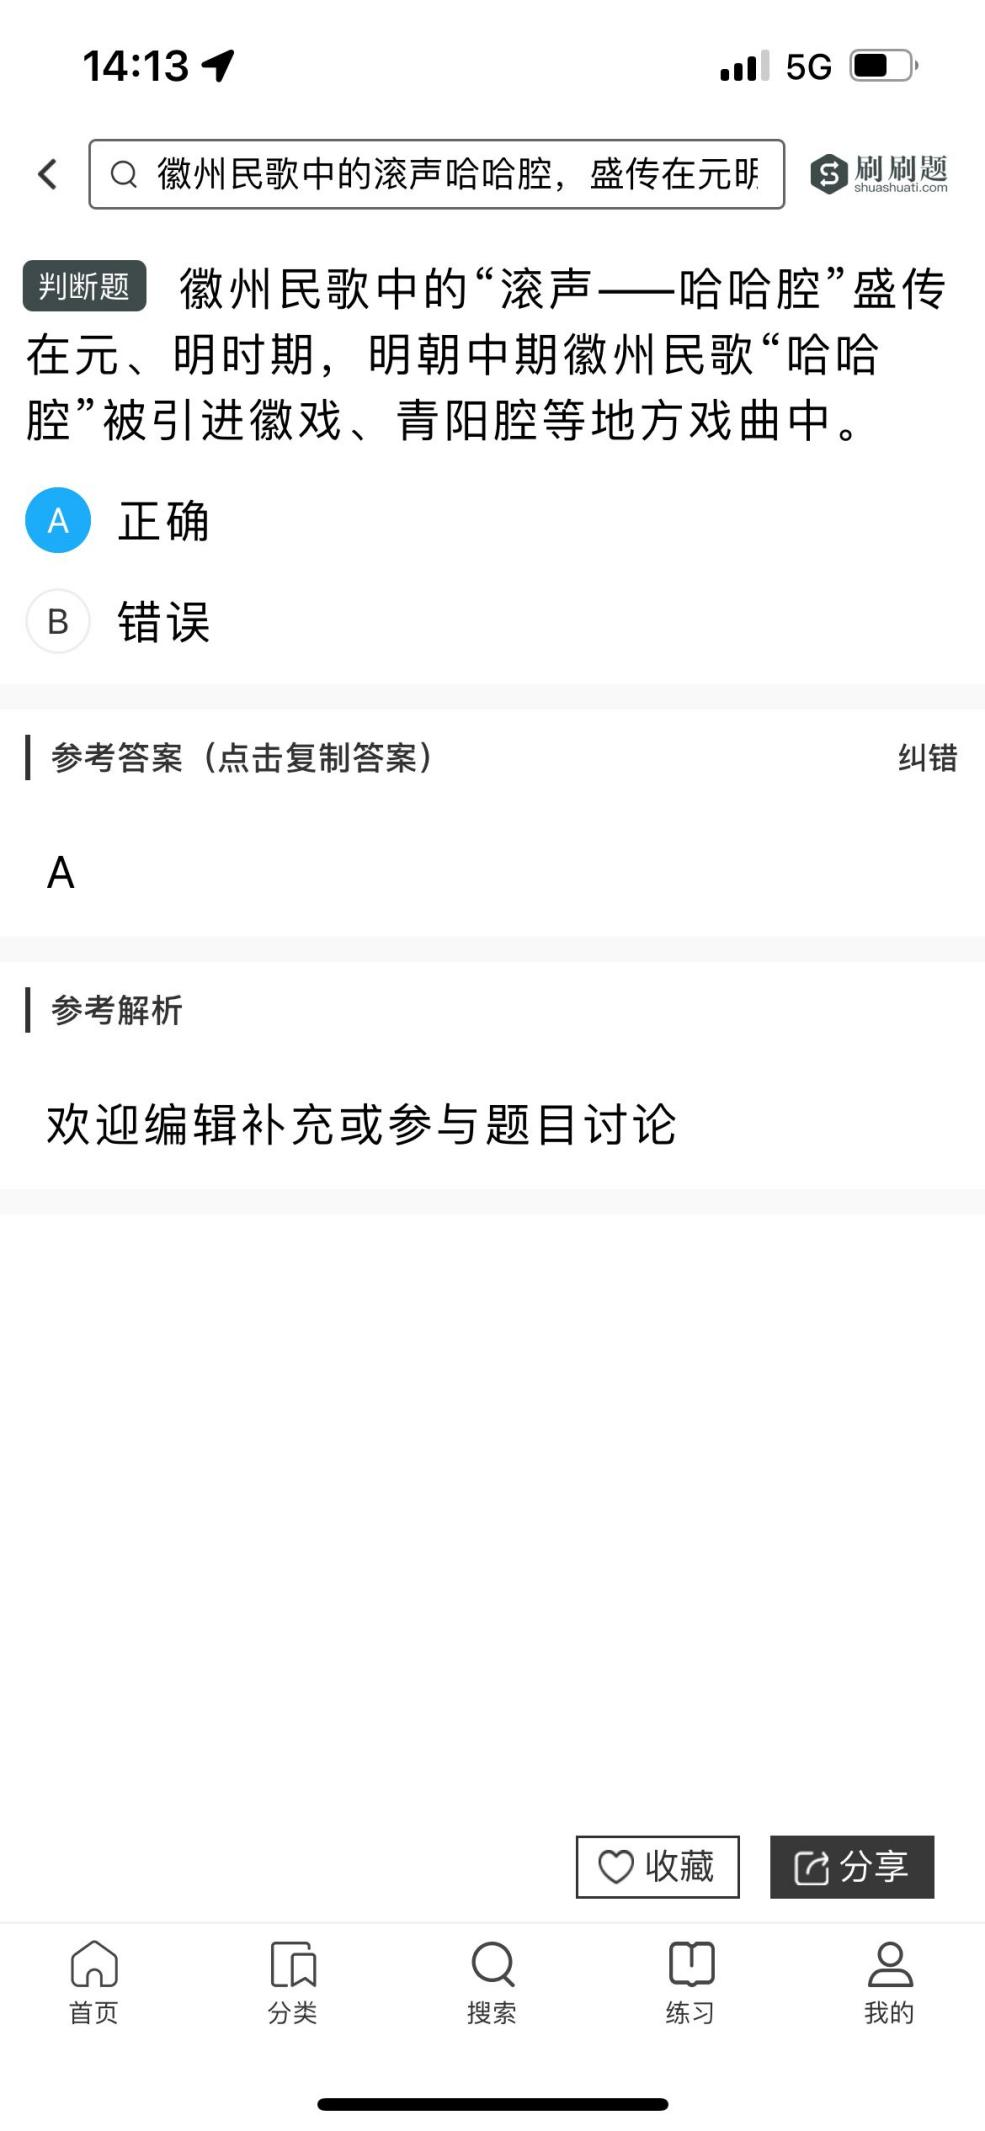 14:13
5G
徽州民歌中的滚声哈哈腔，盛传在元明
刷刷题
shuashuati.com
判断题 徽州民歌中的“滚声——哈哈腔”盛传
在元、明时期，明朝中期徽州民歌“哈哈
腔”被引进徽戏、青阳腔等地方戏曲中。
A 正确
B 错误
参考答案（点击复制答案） 纠错
A
参考解析
欢迎编辑补充或参与题目讨论
收藏 分享
首页 分类 搜索 练习 我的